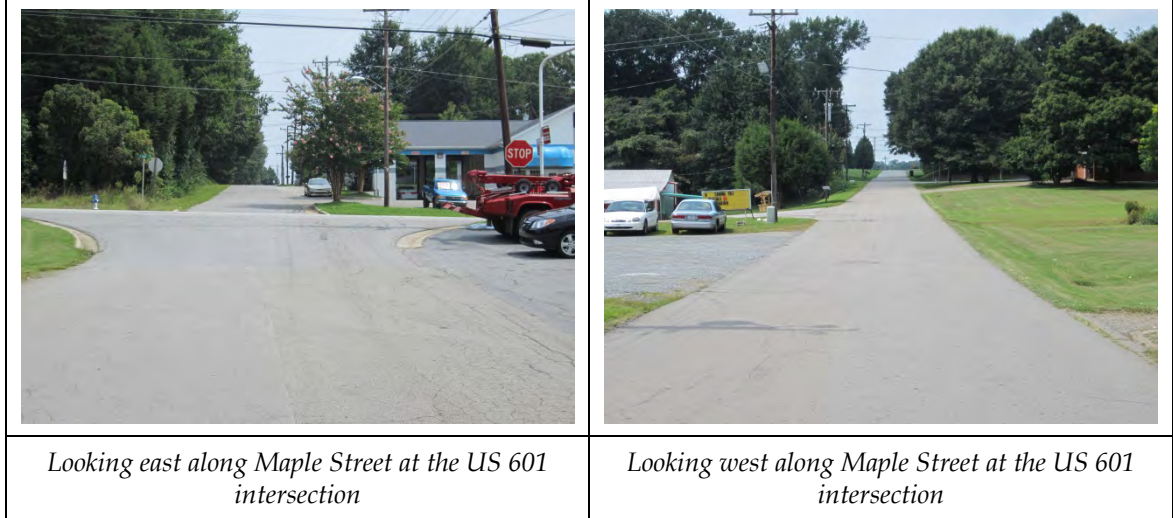 STOP
Looking east along Maple Street at the US 601
intersection
Looking west along Maple Street at the US 601
intersection